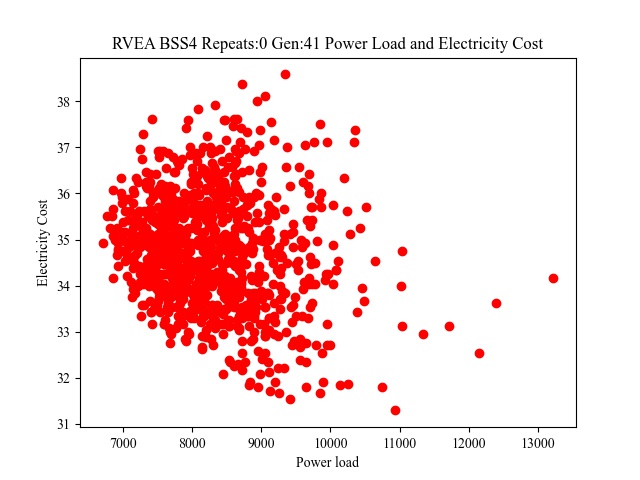 RVEA BSS4 Repeats:0 Gen:41 Power Load and Electricity Cost
38
37
36
35
34
33
32
31
Electricity Cost
7000 8000 9000 10000 11000 12000 13000
Power load